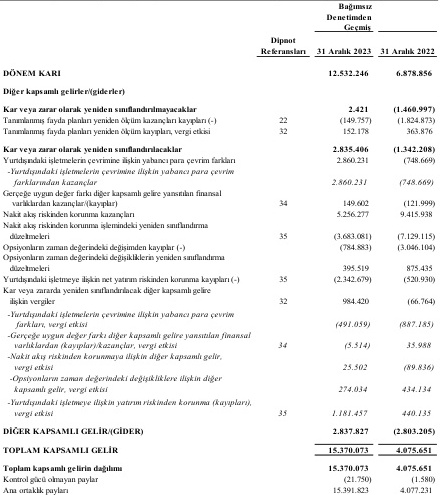 Bağımsız
Denetimden
Geçmiş
Dipnot
Referansları 31 Aralık 2023 31 Aralık 2022
DÖNEM KARI 12.532.246 6.878.856
Diğer kapsamlı gelirler/(giderler)
Kar veya zarar olarak yeniden sınıflandırılmayacaklar 2.421 (1.460.997)
Tanımlanmış fayda planları yeniden ölçüm kazançları kayıpları (-) 22 (149.757) (1.824.873)
Tanımlanmış fayda planları yeniden ölçüm kayıpları, vergi etkisi 32 152.178 363.876
Kar veya zarar olarak yeniden sınıflandırılacaklar 2.835.406 (1.342.208)
Yurtdışındaki işletmelerin çevrimine ilişkin yabancı para çevrim farkları 2.860.231 (748.669)
-Yurtdışındaki işletmelerin çevrimine ilişkin yabancı para çevrim
farklarından kazançlar 2.860.231 (748.669)
Gerçeğe uygun değer farkı diğer kapsamlı gelire yansıtılan finansal
varlıklardan kazançlar/(kayıplar) 34 149.602 (121.999)
Nakit akış riskinden korunma kazançları 5.256.277 9.415.938
Nakit akış riskinden korunma işlemindeki yeniden sınıflandırma
düzeltmeleri 35 (3.683.081) (7.129.115)
Opsiyonların zaman değerindeki değişimden kayıplar (-) (784.883) (3.046.104)
Opsiyonların zaman değerindeki değişikliklerin yeniden sınıflandırma
düzeltmeleri 395.519 875.435
Yurtdışındaki işletmeye ilişkin net yatırım riskinden korunma kayıpları (-) 35 (2.342.679) (520.930)
Kar veya zararda yeniden sınıflandırılacak diğer kapsamlı gelire
ilişkin vergiler 32 984.420 (66.764)
-Yurtdışındaki işletmelerin çevrimine ilişkin yabancı para çevrim
farkları, vergi etkisi (491.059) (887.185)
-Gerçeğe uygun değer farkı diğer kapsamlı gelire yansıtılan finansal
varlıklardan (kayıplar)/kazançlar, vergi etkisi 34 (5.514) 35.988
-Nakit akış riskinden korunmaya ilişkin diğer kapsamlı gelir,
vergi etkisi 25.502 (89.836)
-Opsiyonların zaman değerindeki değişikliklere ilişkin diğer
kapsamlı gelir, vergi etkisi 274.034 434.134
-Yurtdışındaki işletmeye ilişkin yatırım riskinden korunma (kayıpları),
vergi etkisi 35 1.181.457 440.135
DİĞER KAPSAMLI GELİR/(GİDER) 2.837.827 (2.803.205)
TOPLAM KAPSAMLI GELİR 15.370.073 4.075.651
Toplam kapsamlı gelirin dağılımı 15.370.073 4.075.651
Kontrol gücü olmayan paylar (21.750) (1.580)
Ana ortaklık payları 15.391.823 4.077.231